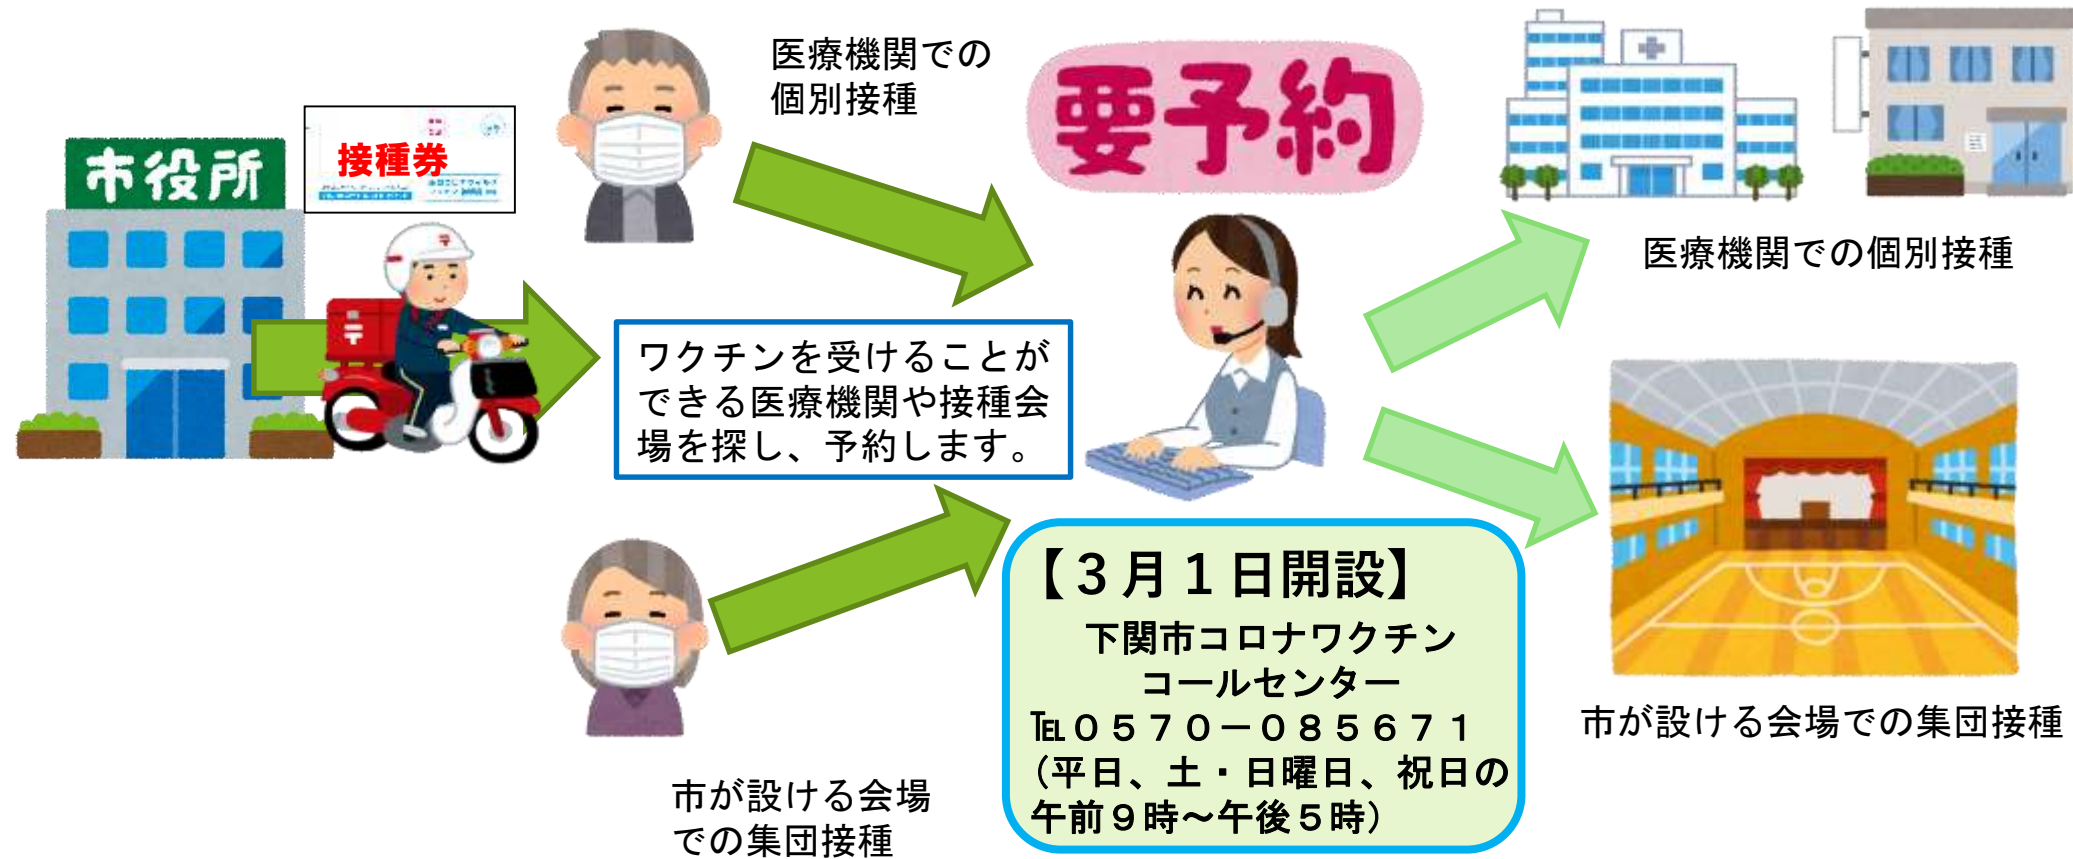 市役所
接種券
医療機関での
個別接種
要予約
医療機関での個別接種
ワクチンを受けることが
できる医療機関や接種会
場を探し、予約します。
【３月１日開設】
下関市コロナワクチン
コールセンター
℡０５７０－０８５６７１
（平日、土・日曜日、祝日の
午前９時～午後５時）
市が設ける会場での集団接種
市が設ける会場
での集団接種